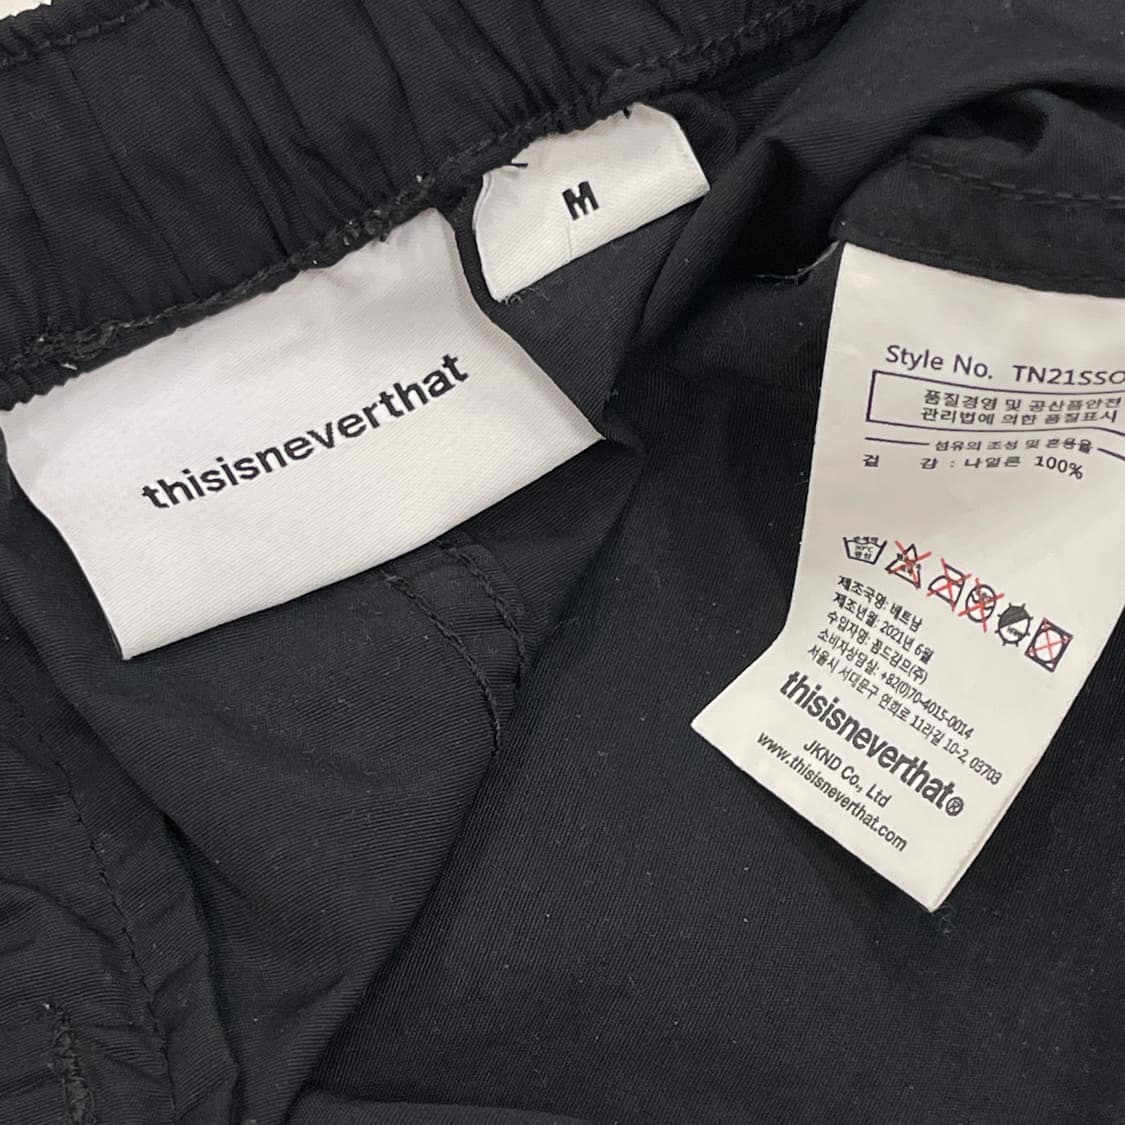 M
thisisneverthat
Style No. TN21SSO
품질경영 및 공산품안전
관리법에 의한 품질표시
섬유의 조성 및 혼용율
겉 감 : 나일론 100%
제조국명: 베트남
제조년월: 2021년 6월
수입자명: 콤드감므(주)
소비자상담실: +82(0)70-4015-0014
서울시 서대문구 연희로 11라길 10-2, 03703
thisisneverthat®
JKND Co., Ltd
www.thisisneverthat.com